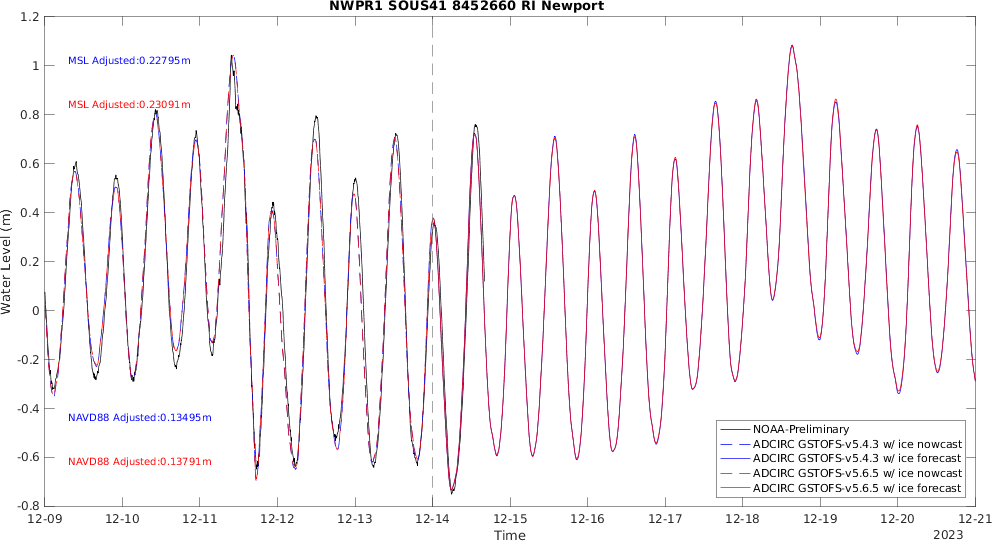 NWPR1 SOUS41 8452660 RI Newport
1.2
1
0.8
0.6
0.4
0.2
0
-0.2
-0.4
-0.6
-0.8
Water Level (m)
MSL Adjusted:0.22795m
MSL Adjusted:0.23091m
NAVD88 Adjusted:0.13495m
NAVD88 Adjusted:0.13791m
NOAA-Preliminary
ADCIRC GSTOFS-v5.4.3 w/ ice nowcast
ADCIRC GSTOFS-v5.4.3 w/ ice forecast
ADCIRC GSTOFS-v5.6.5 w/ ice nowcast
ADCIRC GSTOFS-v5.6.5 w/ ice forecast
12-09 12-10 12-11 12-12 12-13 12-14 12-15 12-16 12-17 12-18 12-19 12-20 12-21
Time
2023